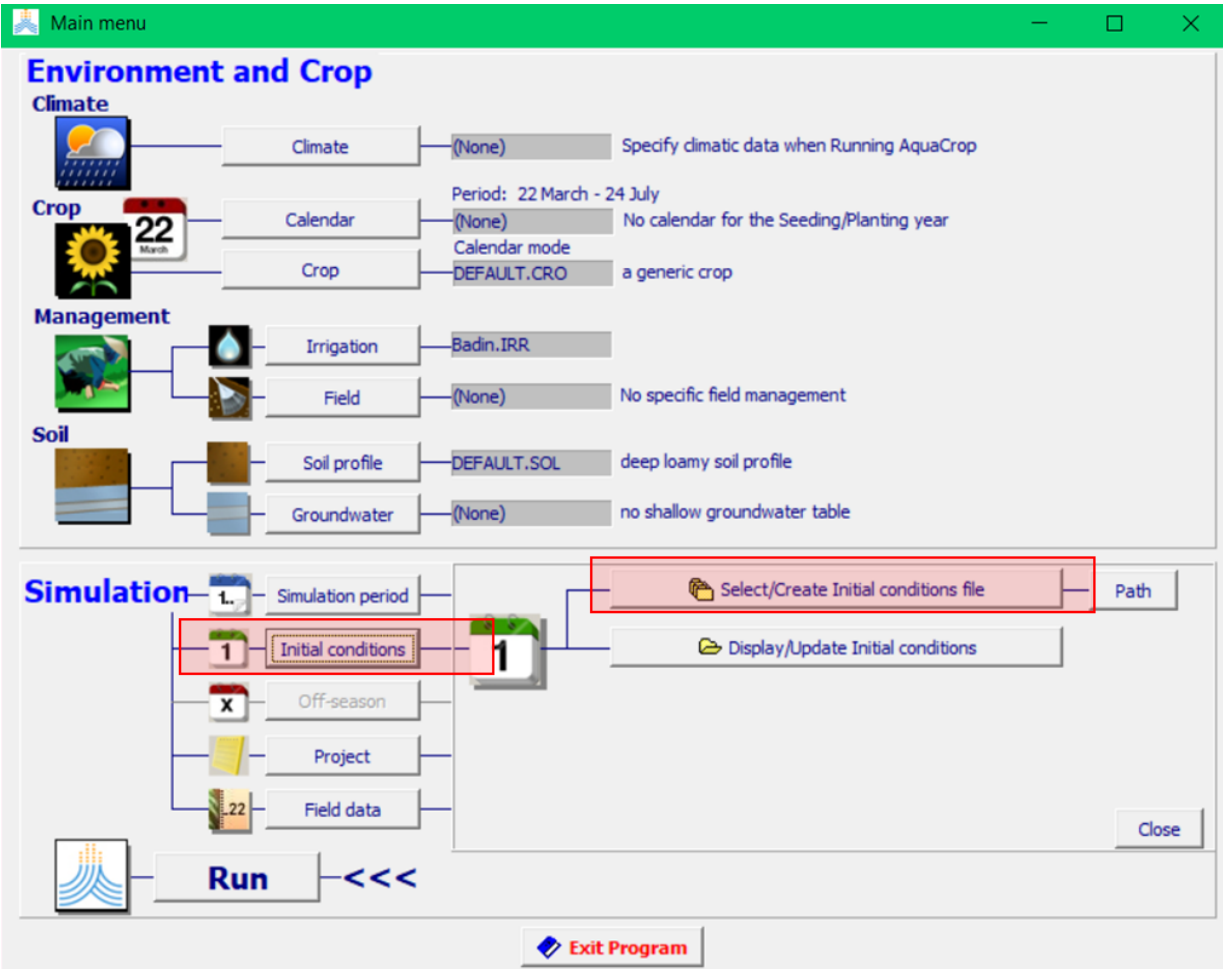 Main menu
Environment and Crop
Climate
Climate (None) Specify climatic data when Running AquaCrop
Period: 22 March - 24 July
Crop 22 March Calendar (None) No calendar for the Seeding/Planting year
Calendar mode
Crop DEFAULT.CRO a generic crop
Management
Irrigation Badin.IRR
Field (None) No specific field management
Soil
Soil profile DEFAULT.SOL deep loamy soil profile
Groundwater (None) no shallow groundwater table
Simulation 1.. Simulation period Select/Create Initial conditions file Path
1 Initial conditions 1 Display/Update Initial conditions
X Off-season
Project
..22 Field data
Close
Run <<<
Exit Program